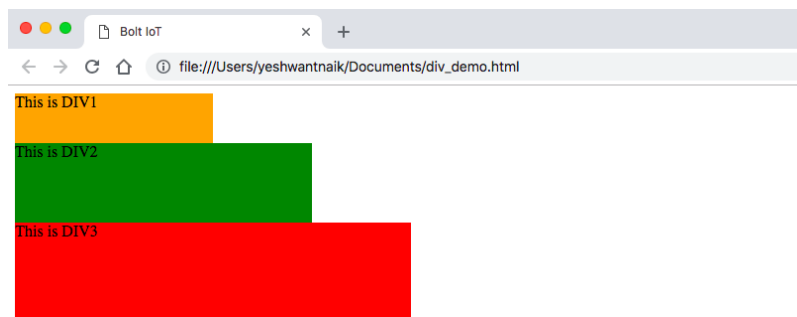 Bolt IoT
file:///Users/yeshwantnaik/Documents/div_demo.html
This is DIV1
This is DIV2
This is DIV3